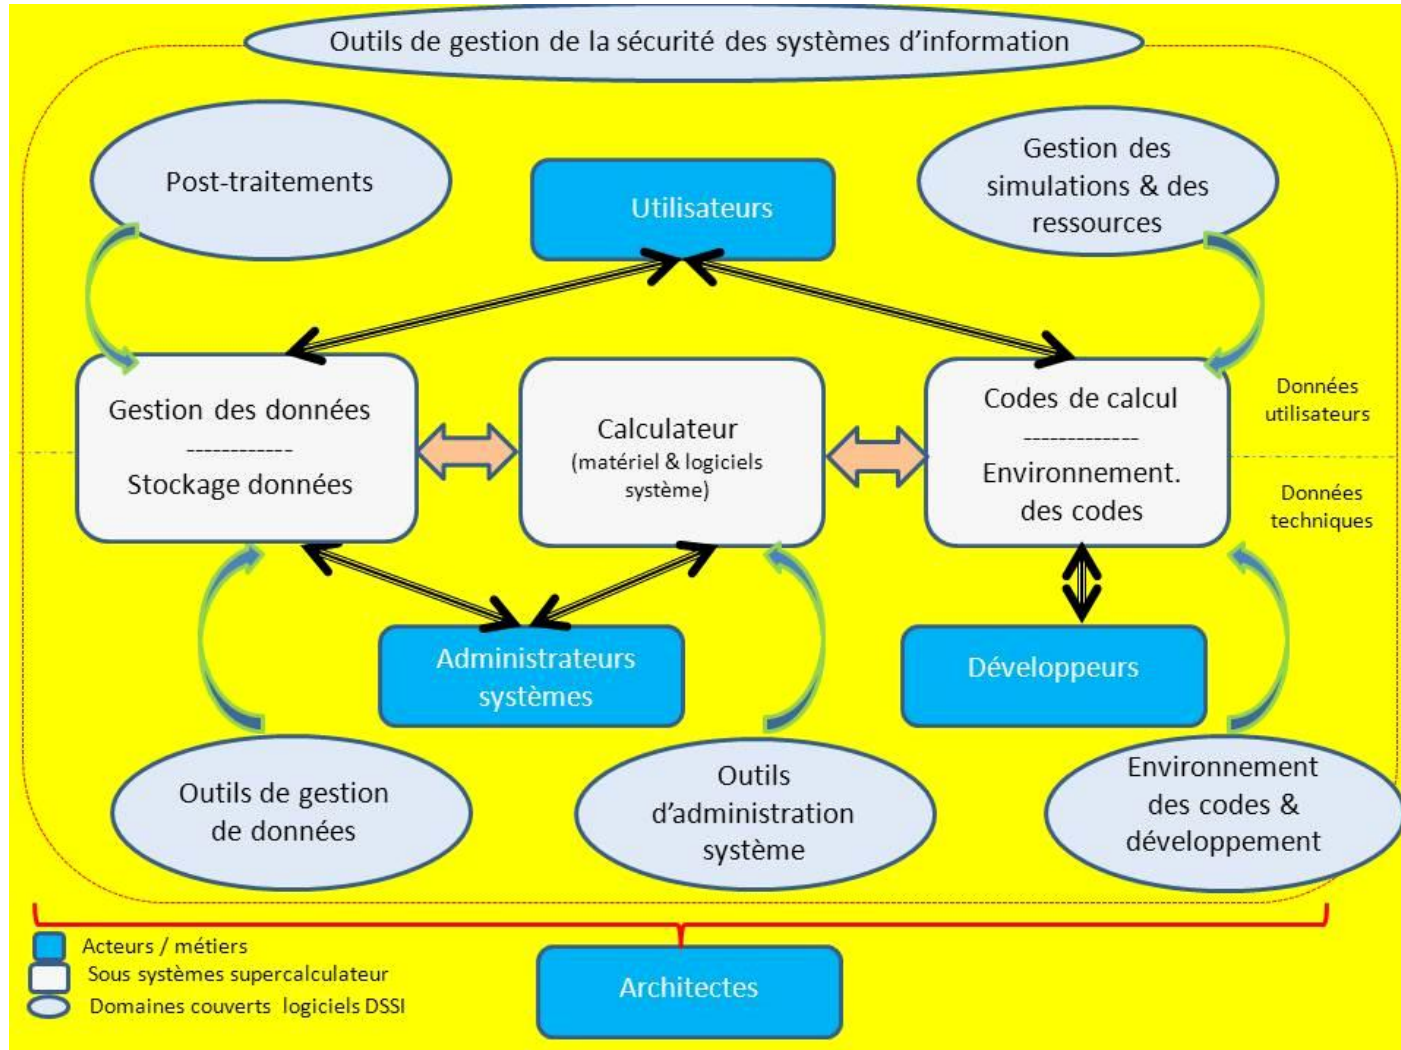 Outils de gestion de la sécurité des systèmes d’information
Post-traitements
Utilisateurs
Gestion des
simulations & des
ressources
Gestion des données
------------
Stockage données
Calculateur
(matériel & logiciels
système)
Codes de calcul
-------------
Environnement.
des codes
Données
utilisateurs
Données
techniques
Administrateurs
systèmes
Développeurs
Outils de gestion
de données
Outils
d’administration
système
Environnement
des codes &
développement
Acteurs / métiers
Sous systèmes supercalculateur
Domaines couverts logiciels DSSI
Architectes